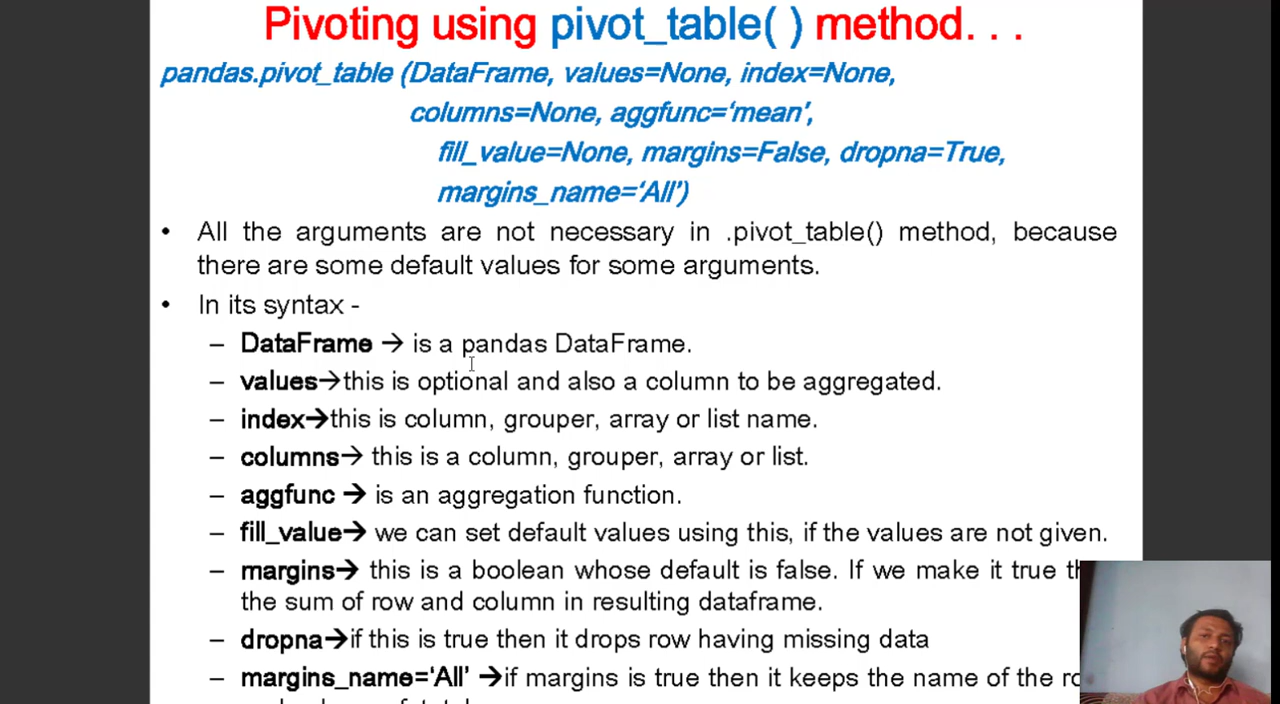 Pivoting using pivot_table( ) method. . .
pandas.pivot_table (DataFrame, values=None, index=None,
columns=None, aggfunc=‘mean’,
fill_value=None, margins=False, dropna=True,
margins_name=‘All’)
• All the arguments are not necessary in .pivot_table() method, because
there are some default values for some arguments.
• In its syntax -
– DataFrame → is a pandas DataFrame.
– values→this is optional and also a column to be aggregated.
– index→this is column, grouper, array or list name.
– columns→ this is a column, grouper, array or list.
– aggfunc → is an aggregation function.
– fill_value→ we can set default values using this, if the values are not given.
– margins→ this is a boolean whose default is false. If we make it true
the sum of row and column in resulting dataframe.
– dropna→if this is true then it drops row having missing data
– margins_name=‘All’ →if margins is true then it keeps the name of the